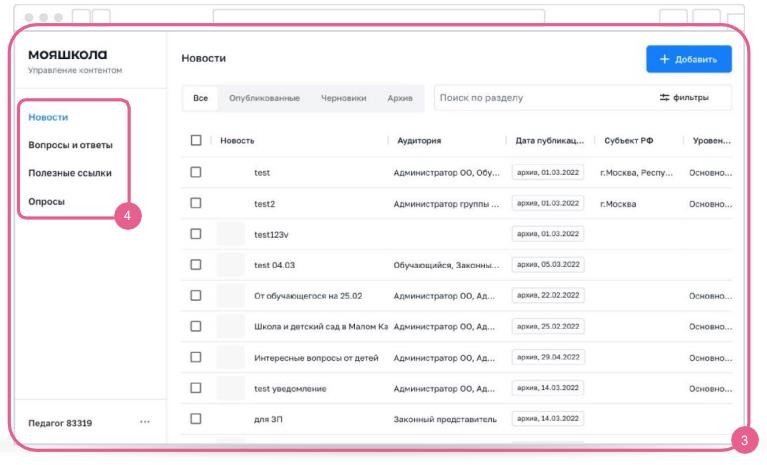 МОЯШКОЛА
Управление контентом
Новости
Вопросы и ответы
Полезные ссылки
Опросы
4
Педагог 83319 ...
Новости
+ Добавить
Все Опубликованные Черновики Архив Поиск по разделу фильтры
Новость Аудитория Дата публикац... Субъект РФ Уровен...
test Администратор ОО, Обу... архив, 01.03.2022 г.Москва, Респу... Основно...
test2 Администратор группы ... архив, 01.03.2022 г.Москва Основно...
test123v архив, 01.03.2022
test 04.03 Обучающийся, Законны... архив, 05.03.2022
От обучающегося на 25.02 Администратор ОО, Ад... архив, 22.02.2022 Основно...
Школа и детский сад в Малом Ка Администратор ОО, Ад... архив, 25.02.2022 Основно...
Интересные вопросы от детей Администратор ОО, Ад... архив, 29.04.2022 Основно...
test уведомление Администратор ОО, Ад... архив, 14.03.2022 Основно...
для ЗП Законный представитель архив, 14.03.2022
3